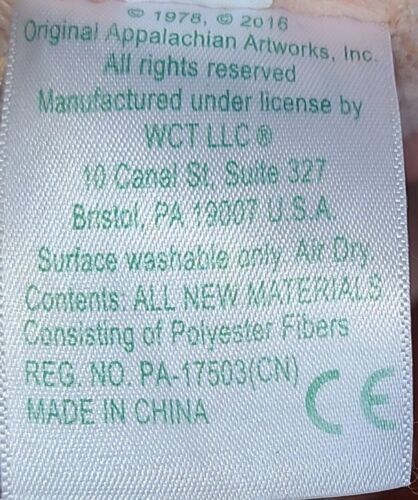 © 1978, © 2016
Original Appalachian Artworks, Inc.
All rights reserved
Manufactured under license by
WCT LLC ®
10 Canal St, Suite 327
Bristol, PA 19007 U.S.A.
Surface washable only. Air Dry.
Contents: ALL NEW MATERIALS
Consisting of Polyester Fibers
REG. NO. PA-17503(CN)
MADE IN CHINA
CE